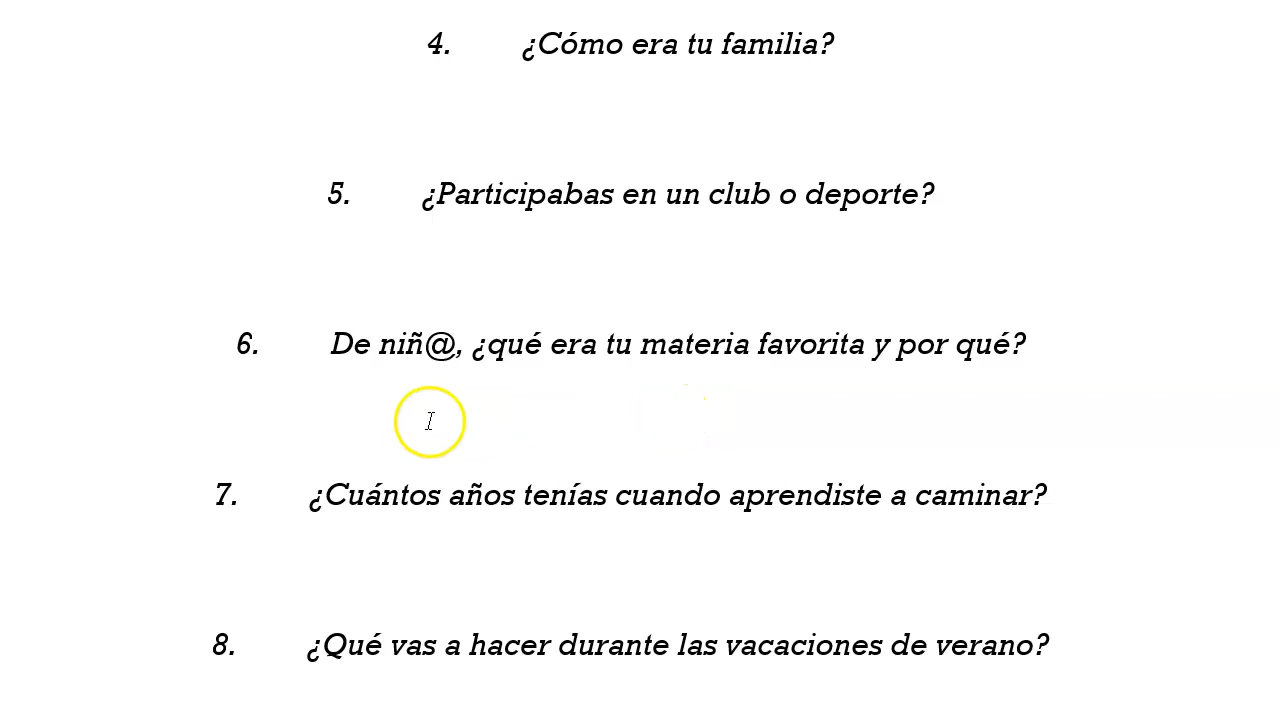 4. ¿Cómo era tu familia?
5. ¿Participabas en un club o deporte?
6. De niñ@, ¿qué era tu materia favorita y por qué?
7. ¿Cuántos años tenías cuando aprendiste a caminar?
8. ¿Qué vas a hacer durante las vacaciones de verano?